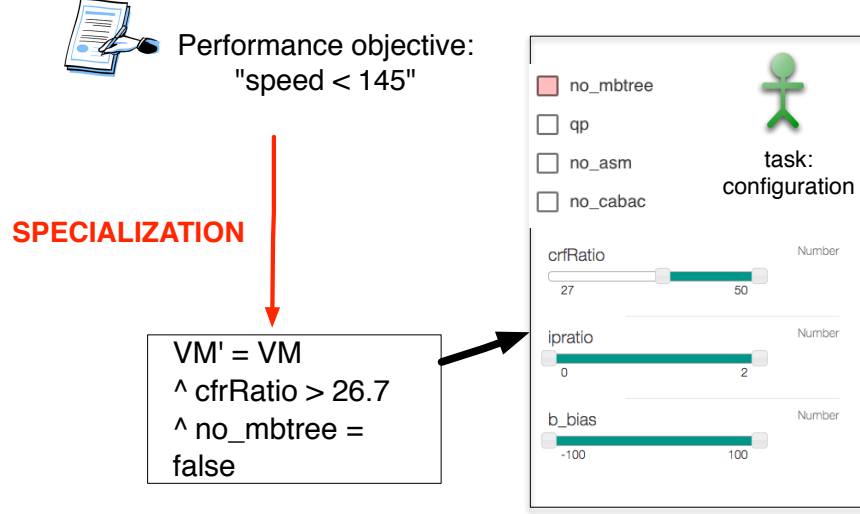 Performance objective:
"speed < 145"
SPECIALIZATION
VM' = VM
^ cfrRatio > 26.7
^ no_mbtree =
false
no_mbtree
qp
no_asm
no_cabac
task:
configuration
crfRatio
Number
27
50
ipratio
Number
0
2
b_bias
Number
-100
100